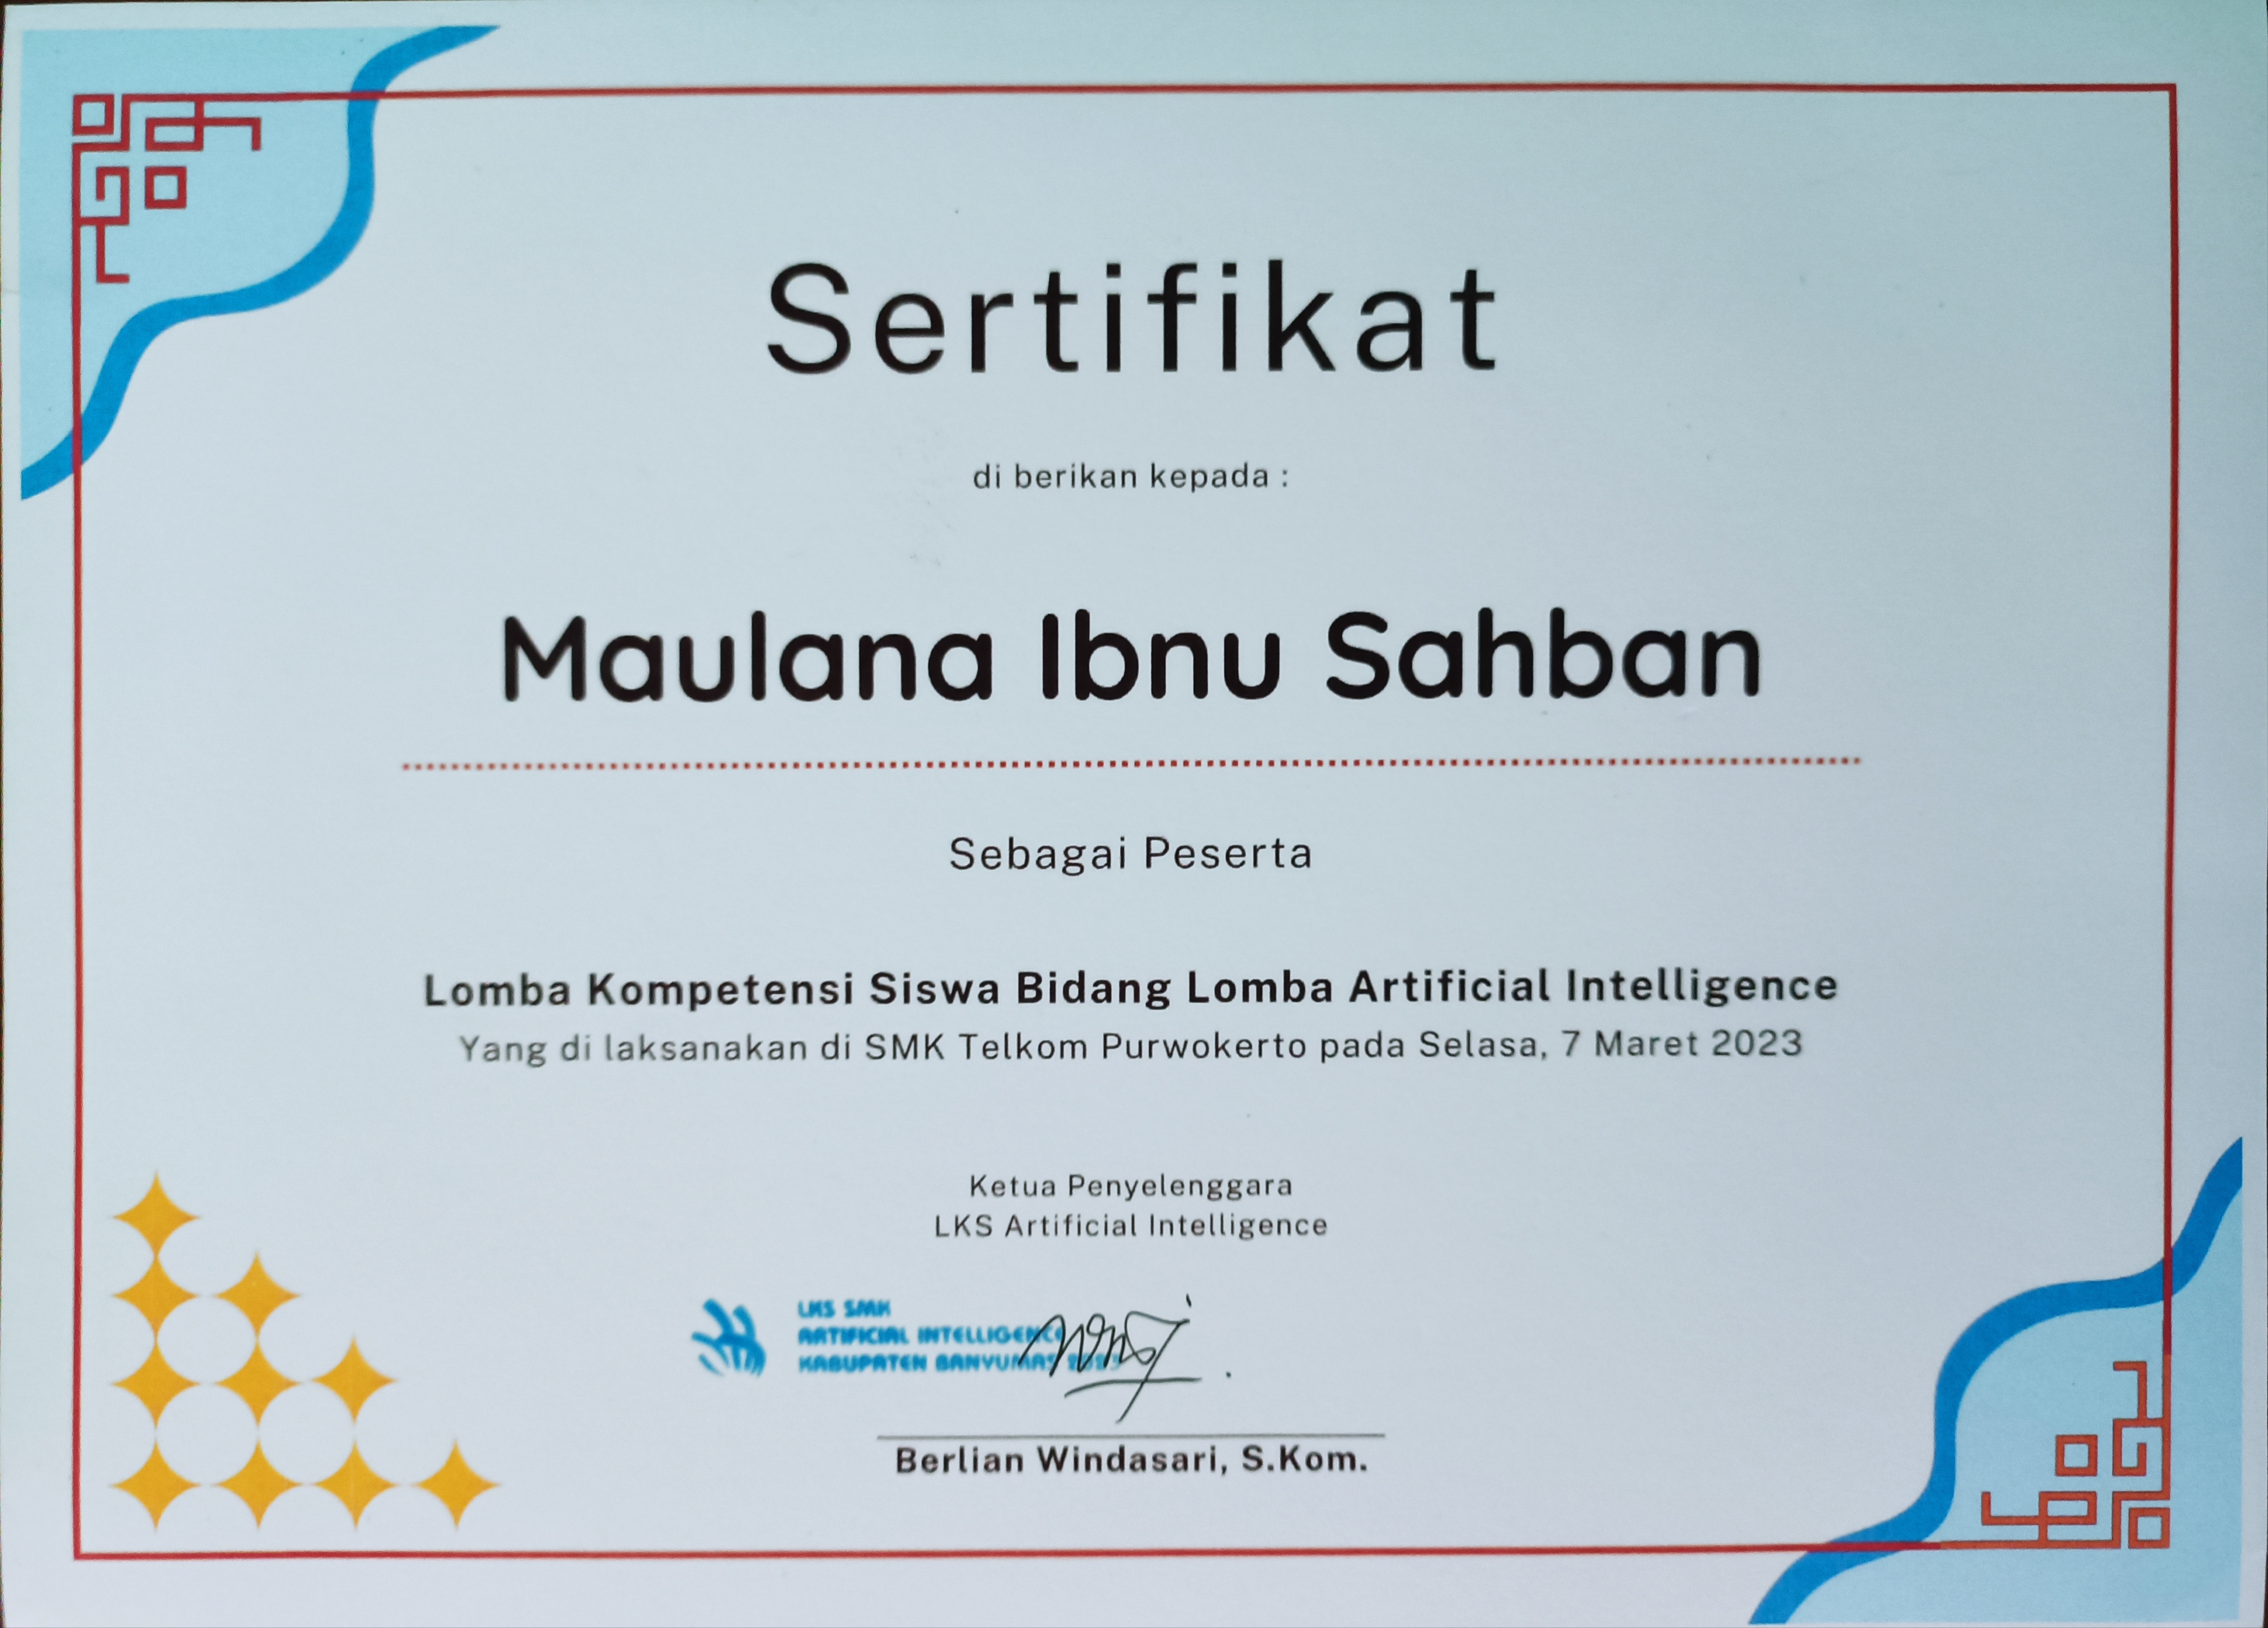 Sertifikat
di berikan kepada :
Maulana Ibnu Sahban
Sebagai Peserta
Lomba Kompetensi Siswa Bidang Lomba Artificial Intelligence
Yang di laksanakan di SMK Telkom Purwokerto pada Selasa, 7 Maret 2023
Ketua Penyelenggara
LKS Artificial Intelligence
LKS SMK
ARTIFICIAL INTELLIGENCE
KABUPATEN BANYUMAS 2023
Berlian Windasari, S.Kom.